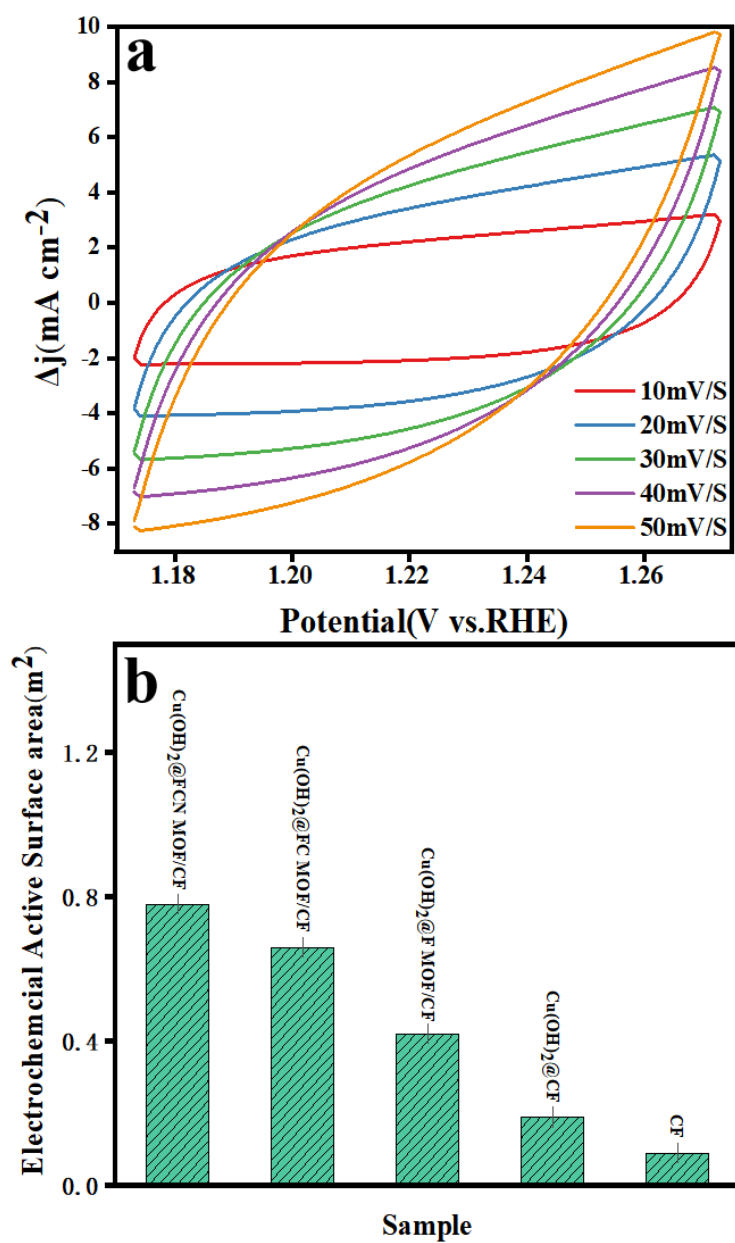 a
10
8
6
4
2
0
-2
-4
-6
-8
Δj(mA cm⁻²)
10mV/S
20mV/S
30mV/S
40mV/S
50mV/S
1.18
1.20
1.22
1.24
1.26
Potential(V vs.RHE)
b
Electrochemcial Active Surface area(m²)
1.2
0.8
0.4
0.0
Cu(OH)₂@FCN MOF/CF
Cu(OH)₂@FC MOF/CF
Cu(OH)₂@F MOF/CF
Cu(OH)₂@CF
CF
Sample